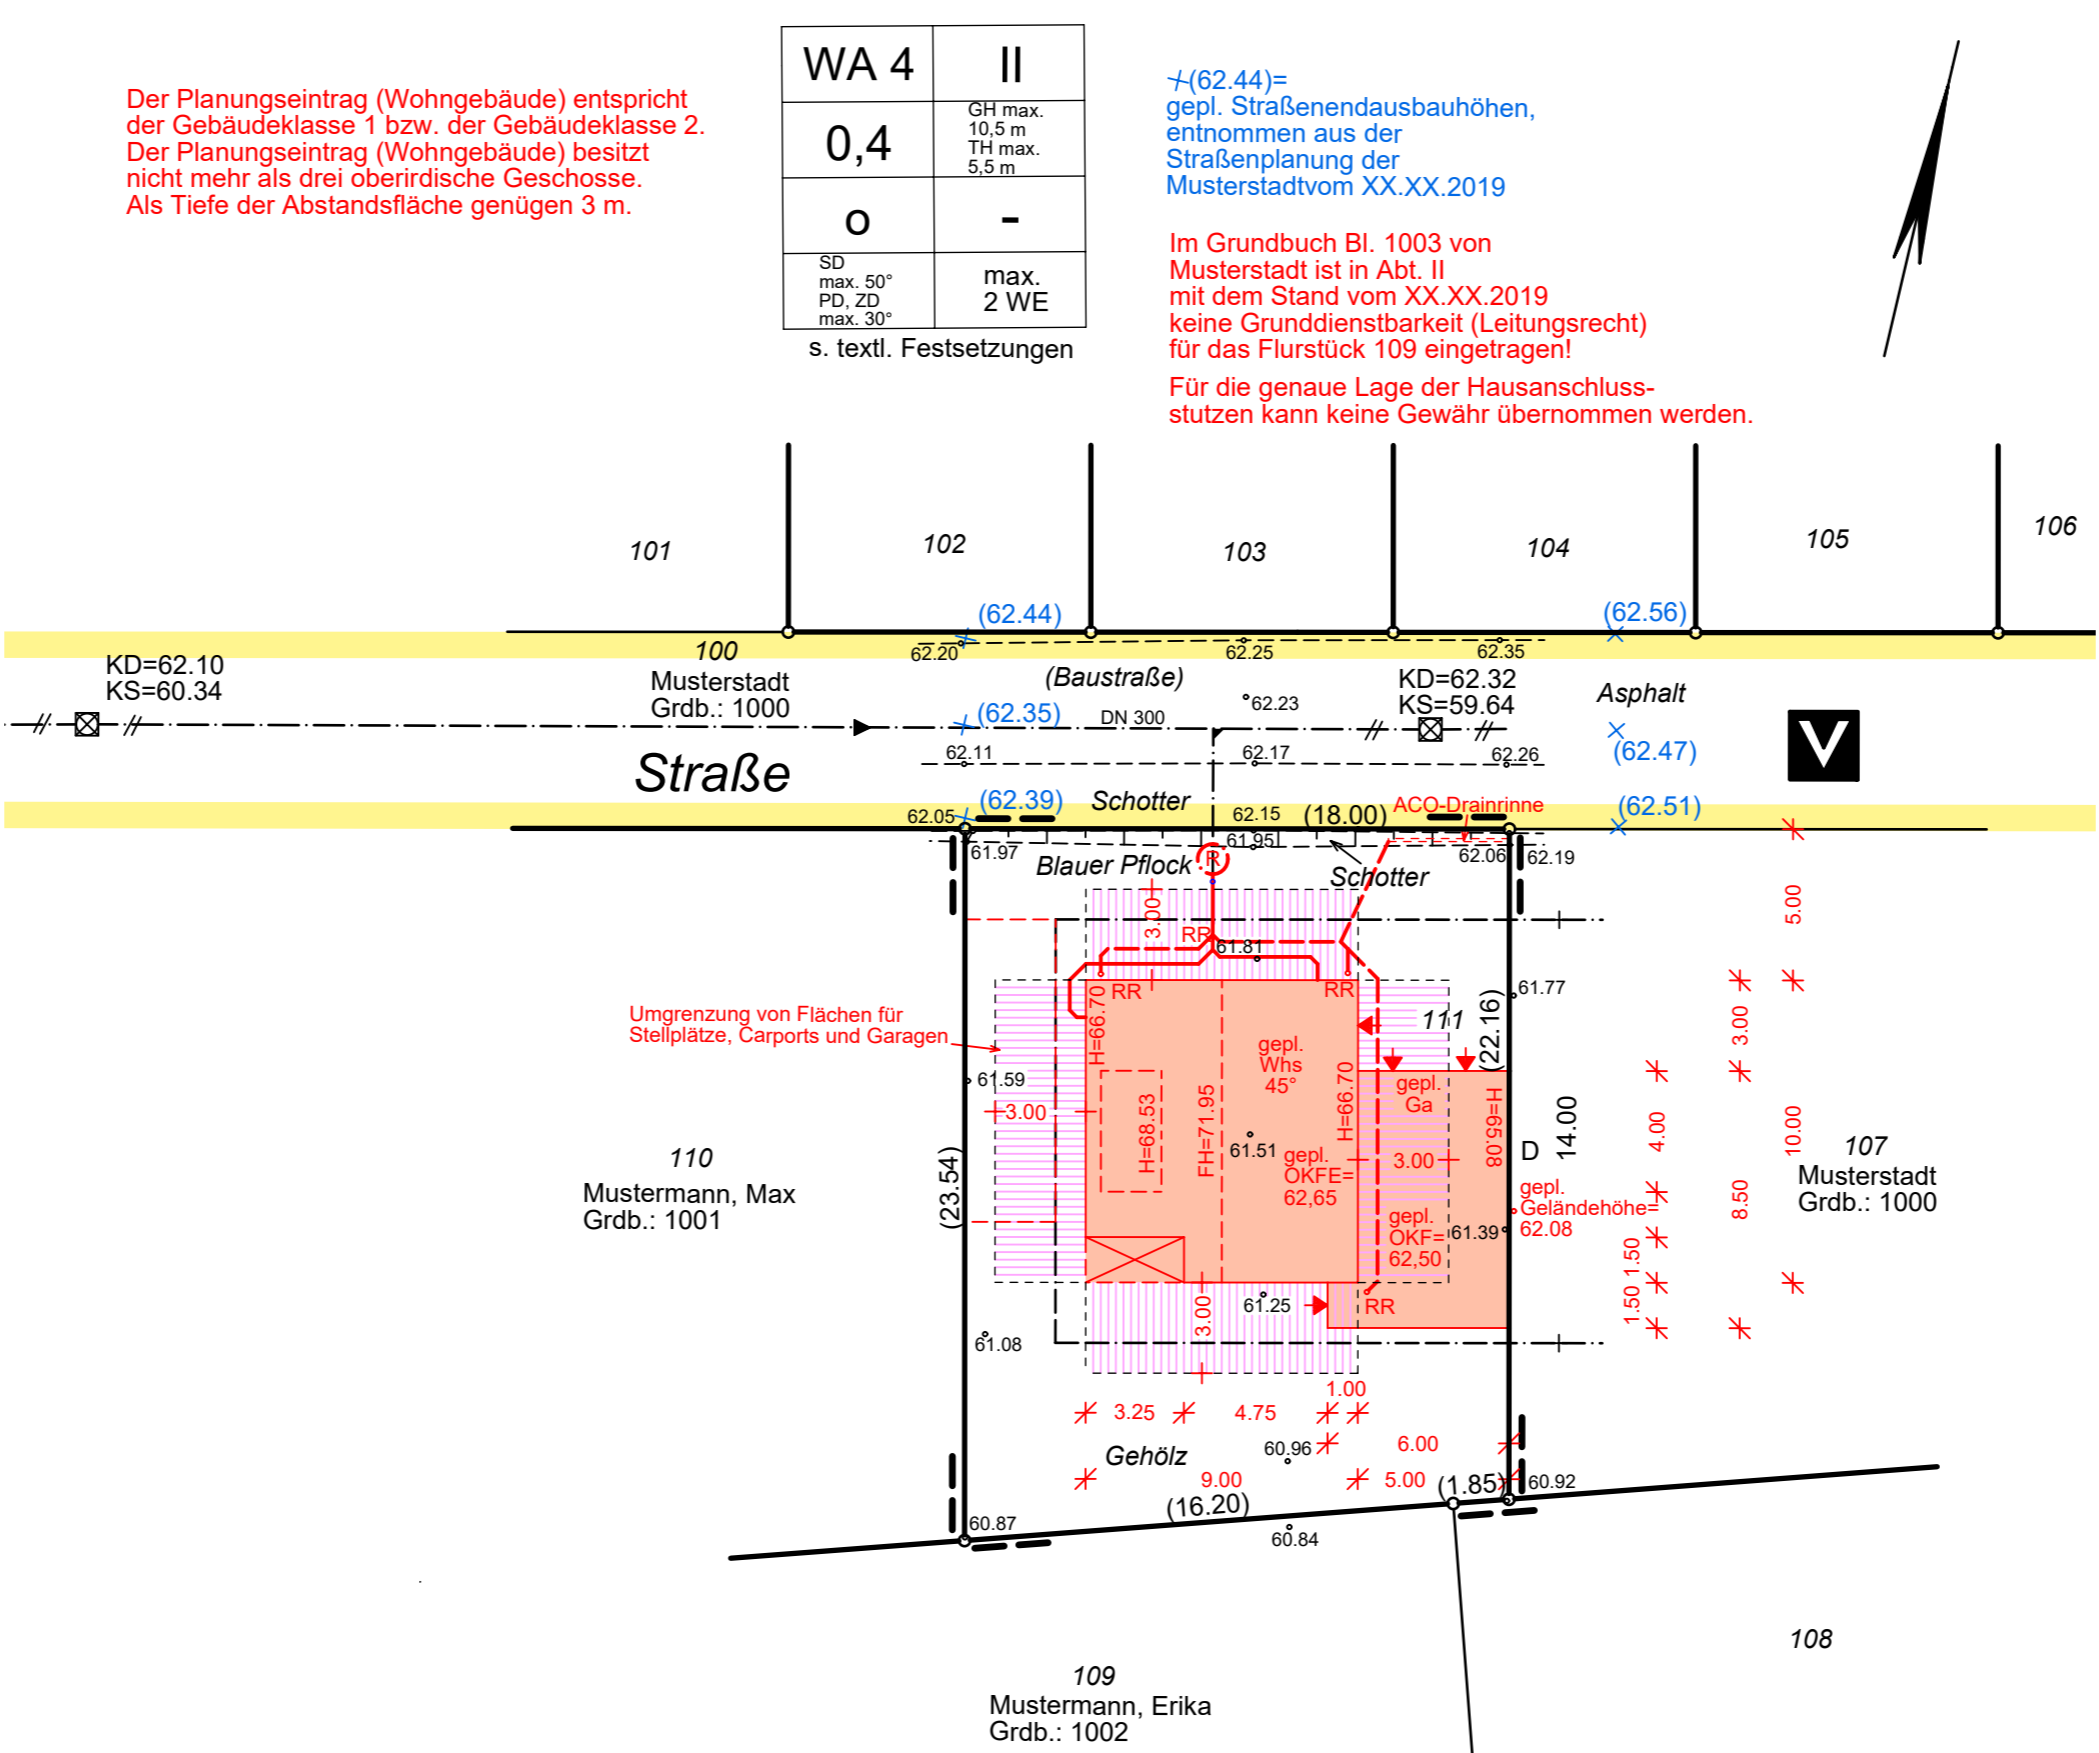 Der Planungseintrag (Wohngebäude) entspricht
der Gebäudeklasse 1 bzw. der Gebäudeklasse 2.
Der Planungseintrag (Wohngebäude) besitzt
nicht mehr als drei oberirdische Geschosse.
Als Tiefe der Abstandsfläche genügen 3 m.
WA 4
II
0,4
GH max.
10,5 m
TH max.
5,5 m
o
-
SD
max. 50°
PD, ZD
max. 30°
max.
2 WE
s. textl. Festsetzungen
(62.44)=
gepl. Straßenendausbauhöhen,
entnommen aus der
Straßenplanung der
Musterstadtvom XX.XX.2019
Im Grundbuch Bl. 1003 von
Musterstadt ist in Abt. II
mit dem Stand vom XX.XX.2019
keine Grunddienstbarkeit (Leitungsrecht)
für das Flurstück 109 eingetragen!
Für die genaue Lage der Hausanschluss-
stutzen kann keine Gewähr übernommen werden.
101
102
103
104
105
106
(62.44)
(62.56)
KD=62.10
KS=60.34
100
Musterstadt
Grdb.: 1000
62.20
62.25
62.35
(Baustraße)
KD=62.32
KS=59.64
Asphalt
(62.35)
DN 300
62.23
(62.47)
V
Straße
62.11
62.17
62.26
(62.39)
Schotter
ACO-Drainrinne
(62.51)
62.05
62.15
(18.00)
61.97
61.95
62.06
62.19
Blauer Pflock
R
Schotter
3.00
5.00
RR
61.81
RR
RR
61.77
Umgrenzung von Flächen für
Stellplätze, Carports und Garagen
H=66.70
111
(22.16)
3.00
gepl.
Whs
45°
61.59
3.00
H=68.53
FH=71.95
H=66.70
gepl.
Ga
H=65.08
14.00
4.00
10.00
61.51
gepl.
OKFE=
62,65
3.00
D
110
Mustermann, Max
Grdb.: 1001
(23.54)
107
Musterstadt
Grdb.: 1000
gepl.
Geländehöhe=
62.08
8.50
gepl.
OKF=
62,50
61.39
1.50
1.50
3.00
61.25
RR
61.08
1.00
3.25
4.75
Gehölz
60.96
6.00
9.00
5.00
(16.20)
(1.85)
60.92
60.87
60.84
108
109
Mustermann, Erika
Grdb.: 1002